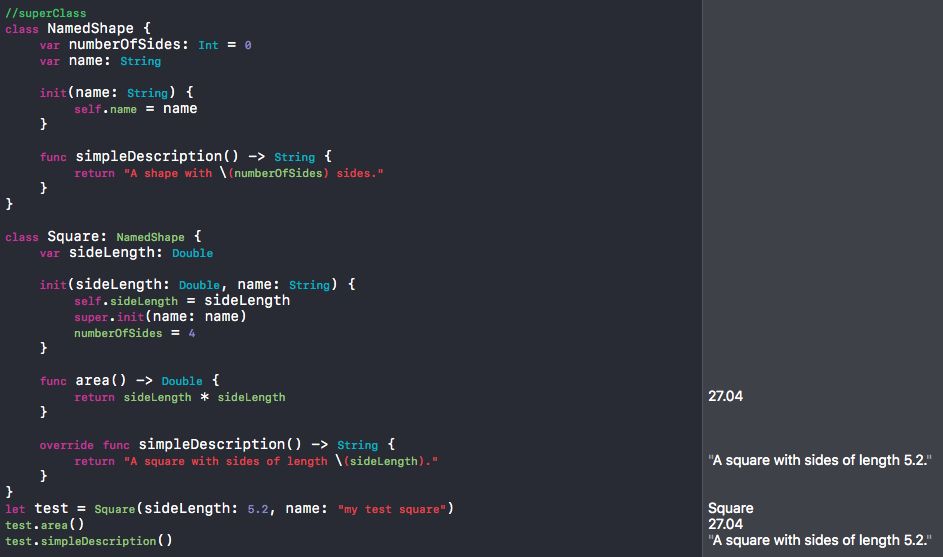 //superClass
class NamedShape {
    var numberOfSides: Int = 0
    var name: String

    init(name: String) {
        self.name = name
    }

    func simpleDescription() -> String {
        return "A shape with \(numberOfSides) sides."
    }
}

class Square: NamedShape {
    var sideLength: Double

    init(sideLength: Double, name: String) {
        self.sideLength = sideLength
        super.init(name: name)
        numberOfSides = 4
    }

    func area() -> Double {
        return sideLength * sideLength
    }

    override func simpleDescription() -> String {
        return "A square with sides of length \(sideLength)."
    }
}
let test = Square(sideLength: 5.2, name: "my test square")
test.area()
test.simpleDescription()
27.04
"A square with sides of length 5.2."
Square
27.04
"A square with sides of length 5.2."